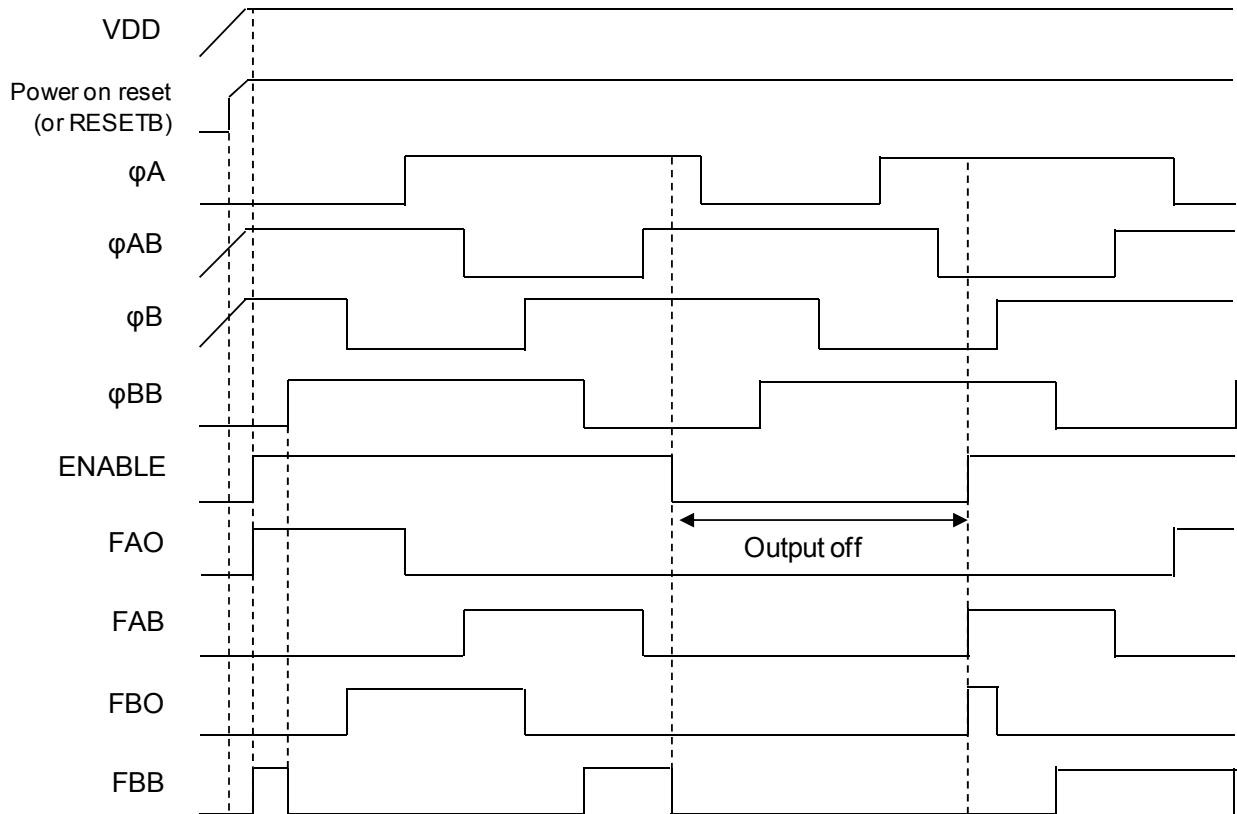 VDD
Power on reset
(or RESETB)
φA
φAB
φB
φBB
ENABLE
FAO
Output off
FAB
FBO
FBB